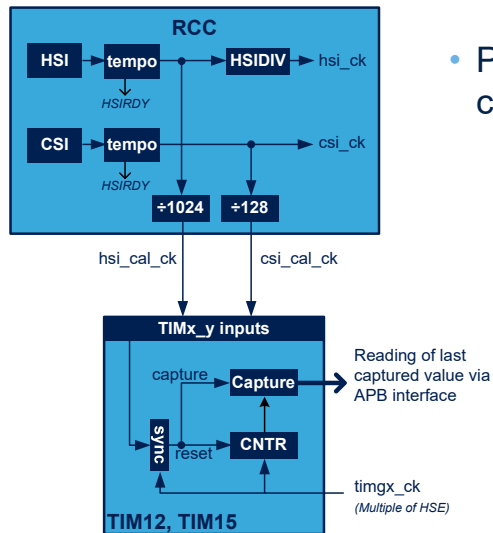 RCC
HSI
tempo
HSIDIV
hsi_ck
HSIRDY
CSI
tempo
csi_ck
HSIRDY
÷1024
÷128
hsi_cal_ck
csi_cal_ck
TIMx_y inputs
capture
Capture
Reading of last
captured value via
APB interface
sync
reset
CNTR
timgx_ck
(Multiple of HSE)
TIM12, TIM15
• P
c